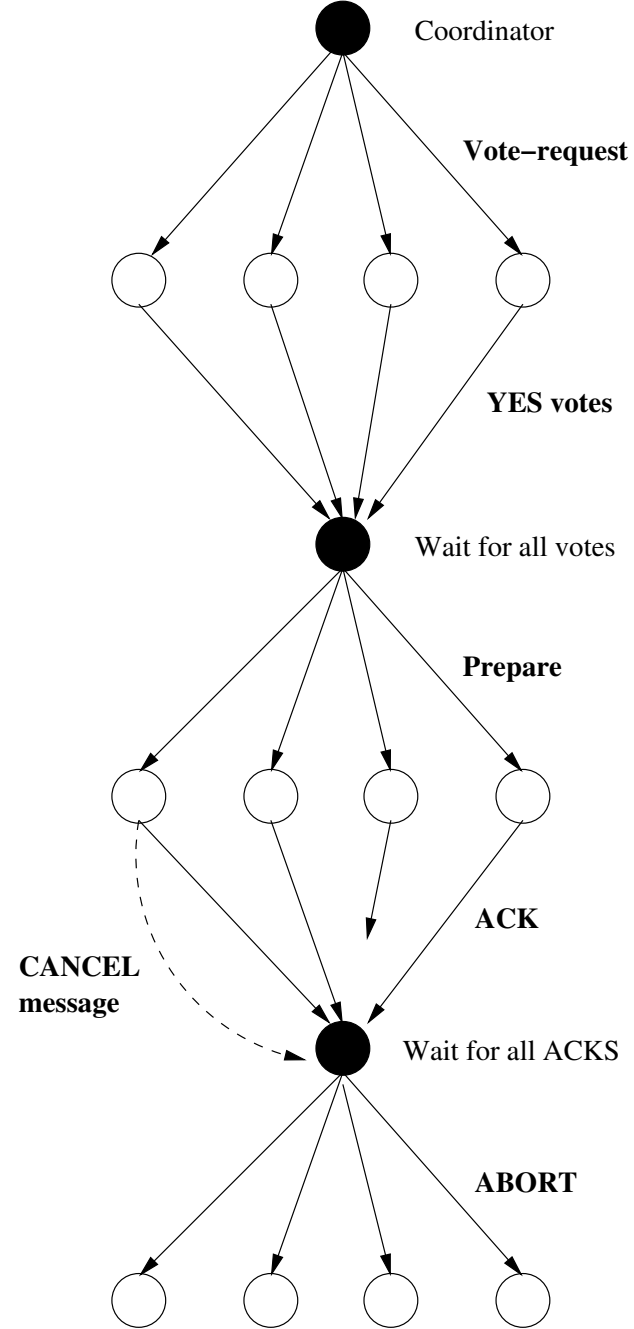 Coordinator
Vote−request
YES votes
Wait for all votes
Prepare
ACK
CANCEL
message
Wait for all ACKS
ABORT